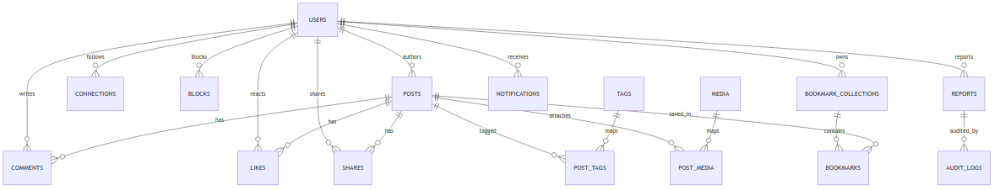 USERS
follows
blocks
authors
receives
owns
reports
writes
CONNECTIONS
BLOCKS
reacts
shares
POSTS
NOTIFICATIONS
TAGS
MEDIA
BOOKMARK_COLLECTIONS
REPORTS
has
has
has
tagged
maps
attaches
maps
saved_in
contains
audited_by
COMMENTS
LIKES
SHARES
POST_TAGS
POST_MEDIA
BOOKMARKS
AUDIT_LOGS